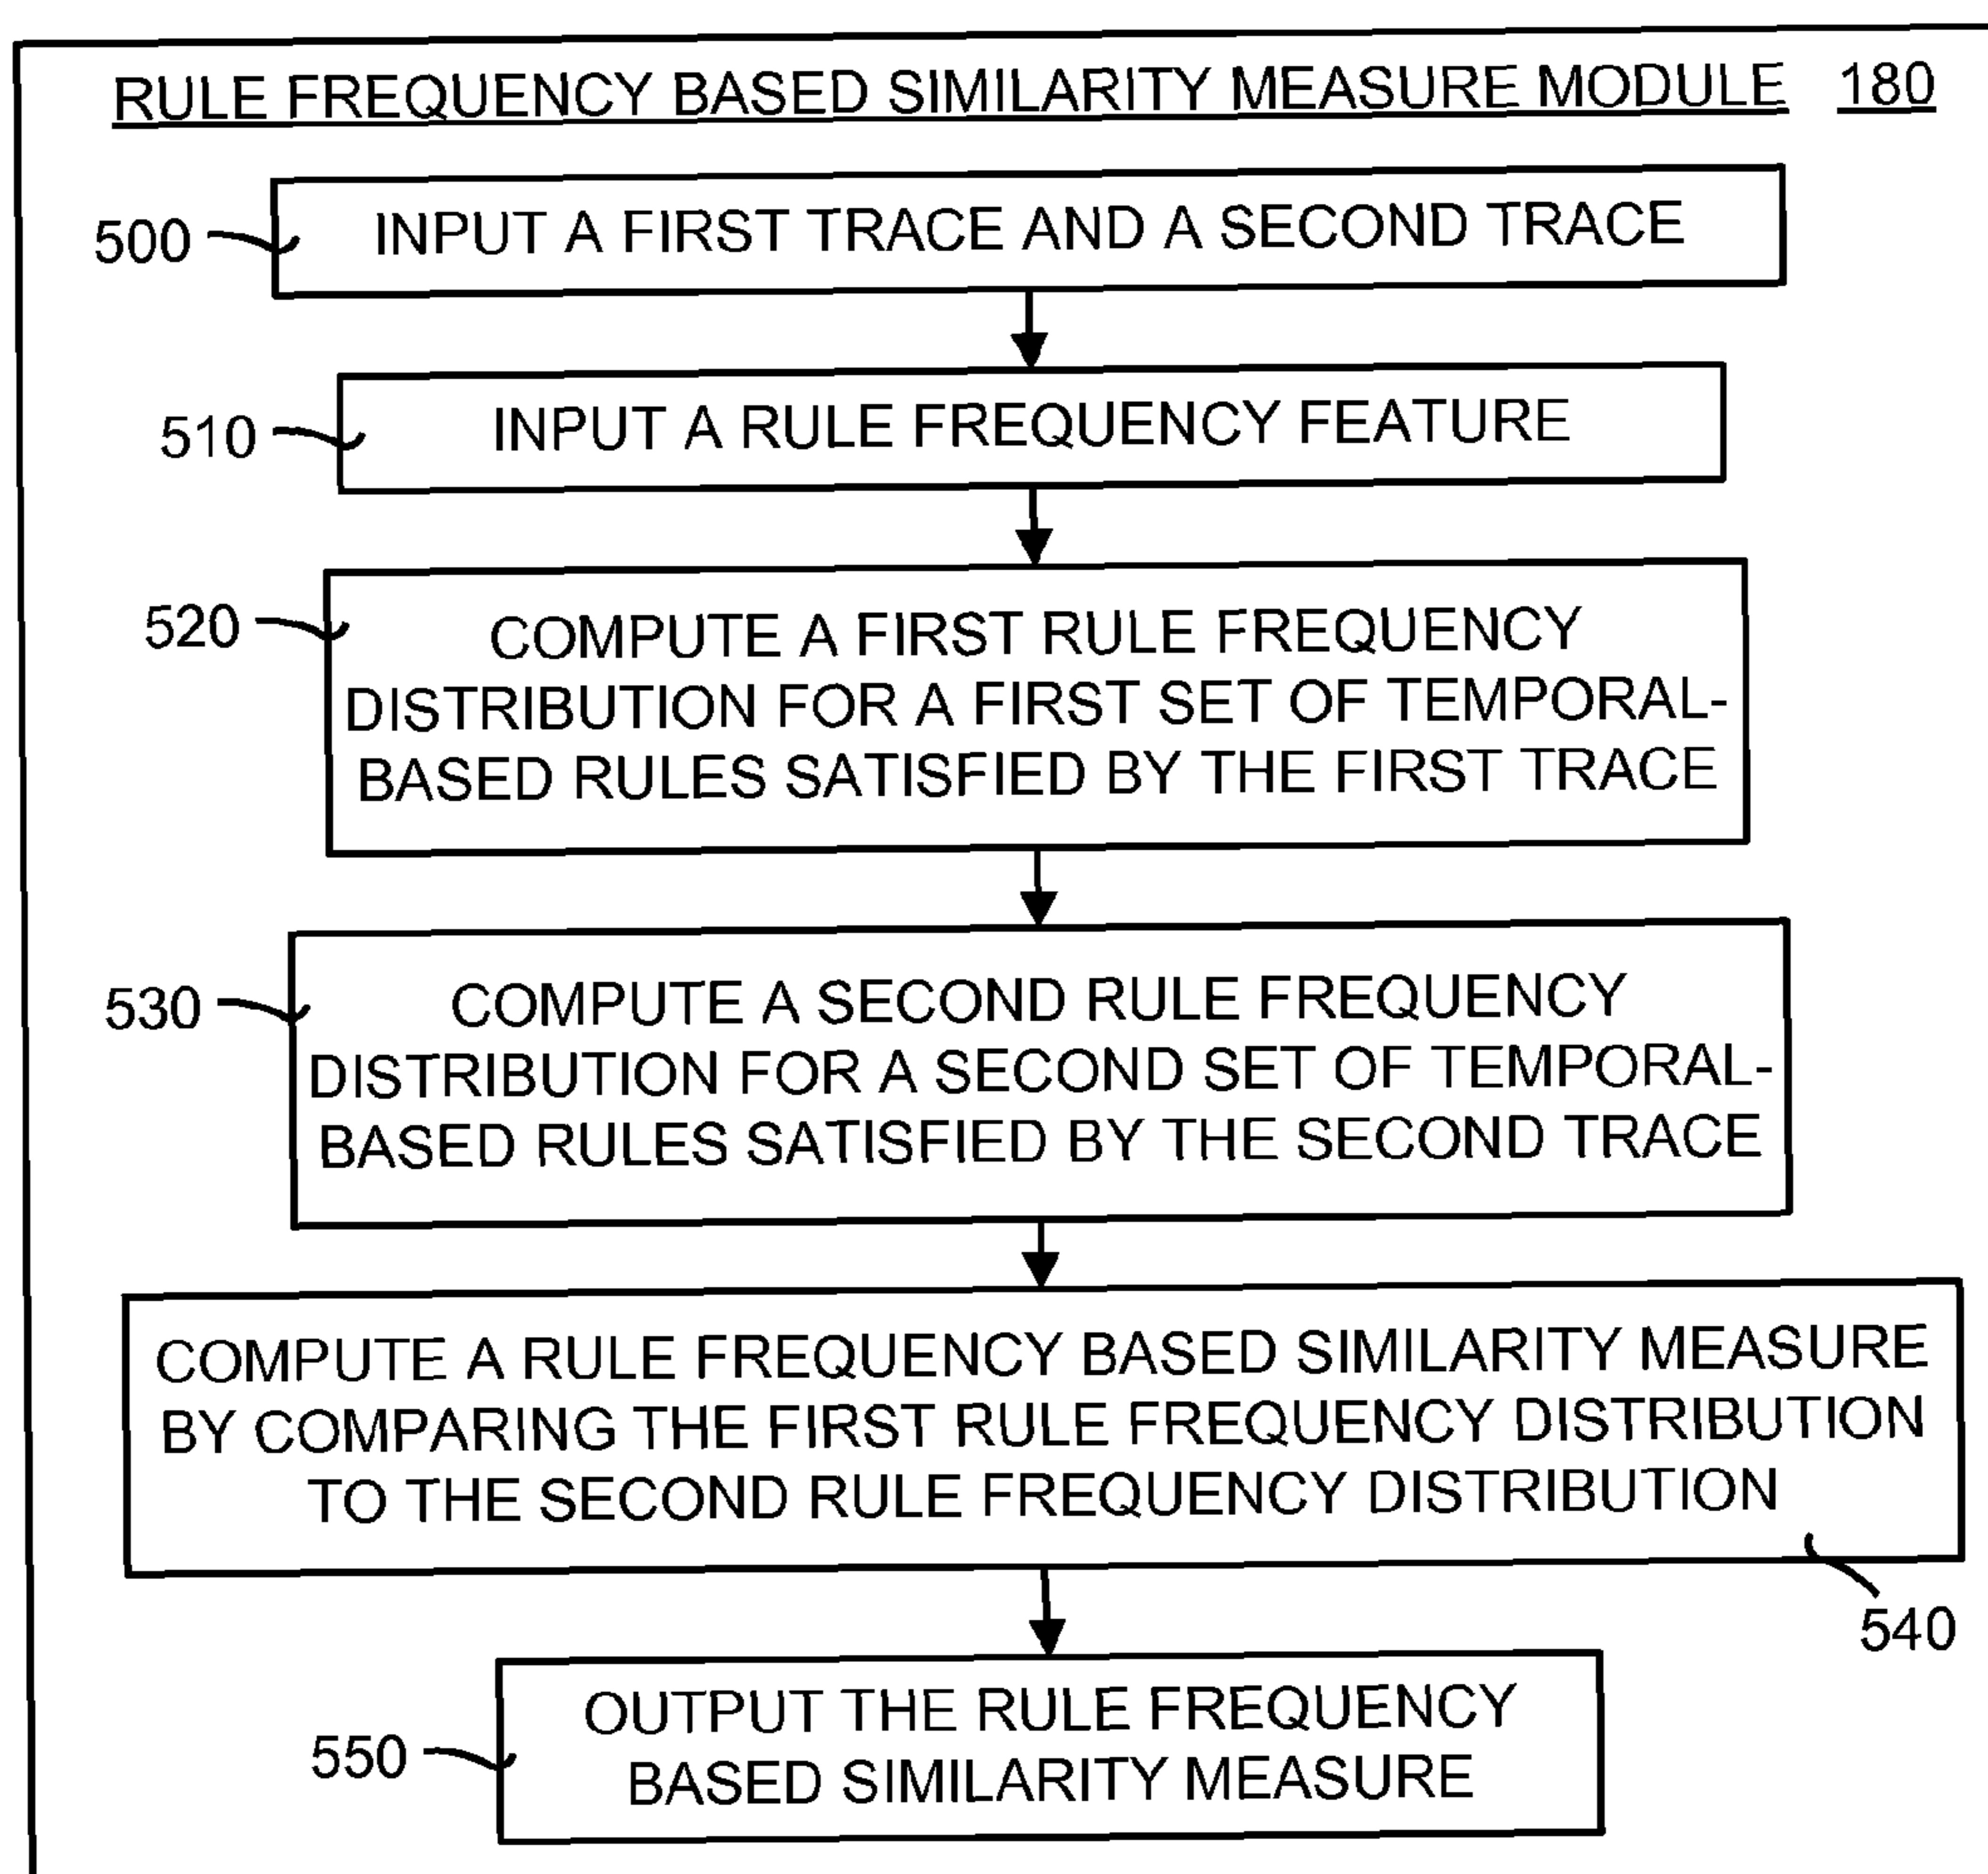 RULE FREQUENCY BASED SIMILARITY MEASURE MODULE 180
500 INPUT A FIRST TRACE AND A SECOND TRACE
510 INPUT A RULE FREQUENCY FEATURE
520 COMPUTE A FIRST RULE FREQUENCY
DISTRIBUTION FOR A FIRST SET OF TEMPORAL-
BASED RULES SATISFIED BY THE FIRST TRACE
530 COMPUTE A SECOND RULE FREQUENCY
DISTRIBUTION FOR A SECOND SET OF TEMPORAL-
BASED RULES SATISFIED BY THE SECOND TRACE
COMPUTE A RULE FREQUENCY BASED SIMILARITY MEASURE
BY COMPARING THE FIRST RULE FREQUENCY DISTRIBUTION
TO THE SECOND RULE FREQUENCY DISTRIBUTION
540
OUTPUT THE RULE FREQUENCY
550 BASED SIMILARITY MEASURE